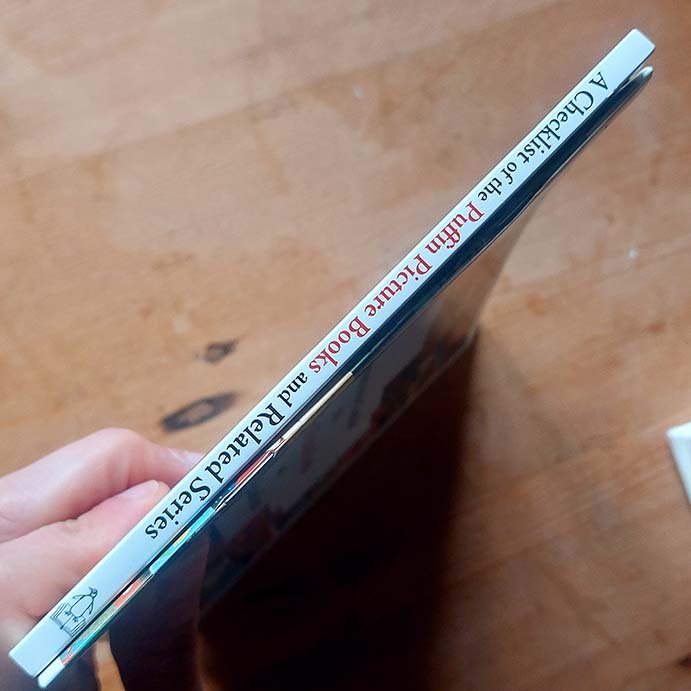 A Checklist of the Puffin Picture Books and Related Series